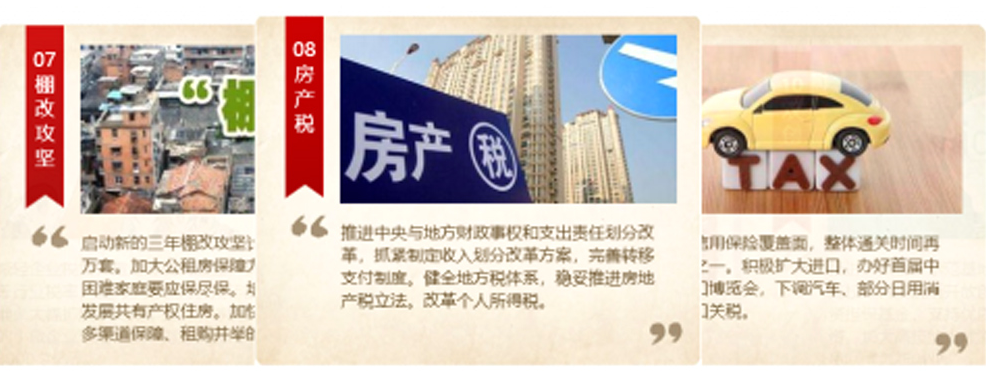 07
棚改攻坚
“棚
启动新的三年棚改攻坚
万套。加大公租房保障
困难家庭要应保尽保。
发展共有产权住房。加
多渠道保障、租购并举的
08
房产税
房产税
推进中央与地方财政事权和支出责任划分改
革,抓紧制定收入划分改革方案,完善转移
支付制度。健全地方税体系,稳妥推进房地
产税立法。改革个人所得税。
TAX
信用保险覆盖面,整体通关时间再
之一。积极扩大进口,办好首届中
口博览会,下调汽车、部分日用消
关税。